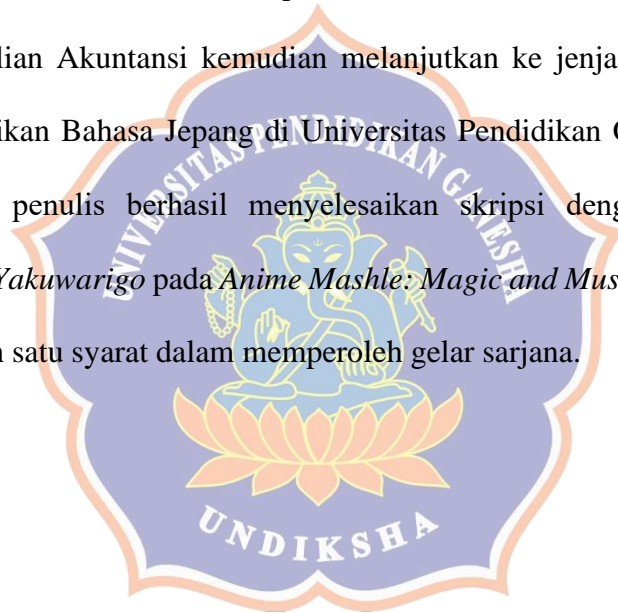 lian Akuntansi kemudian melanjutkan ke jenja
ikan Bahasa Jepang di Universitas Pendidikan G
penulis berhasil menyelesaikan skripsi deng
Yakuwarigo pada Anime Mashle: Magic and Mus
satu syarat dalam memperoleh gelar sarjana.
UNIVERSITAS PENDIDIKAN GANESHA
UNDIKSHA